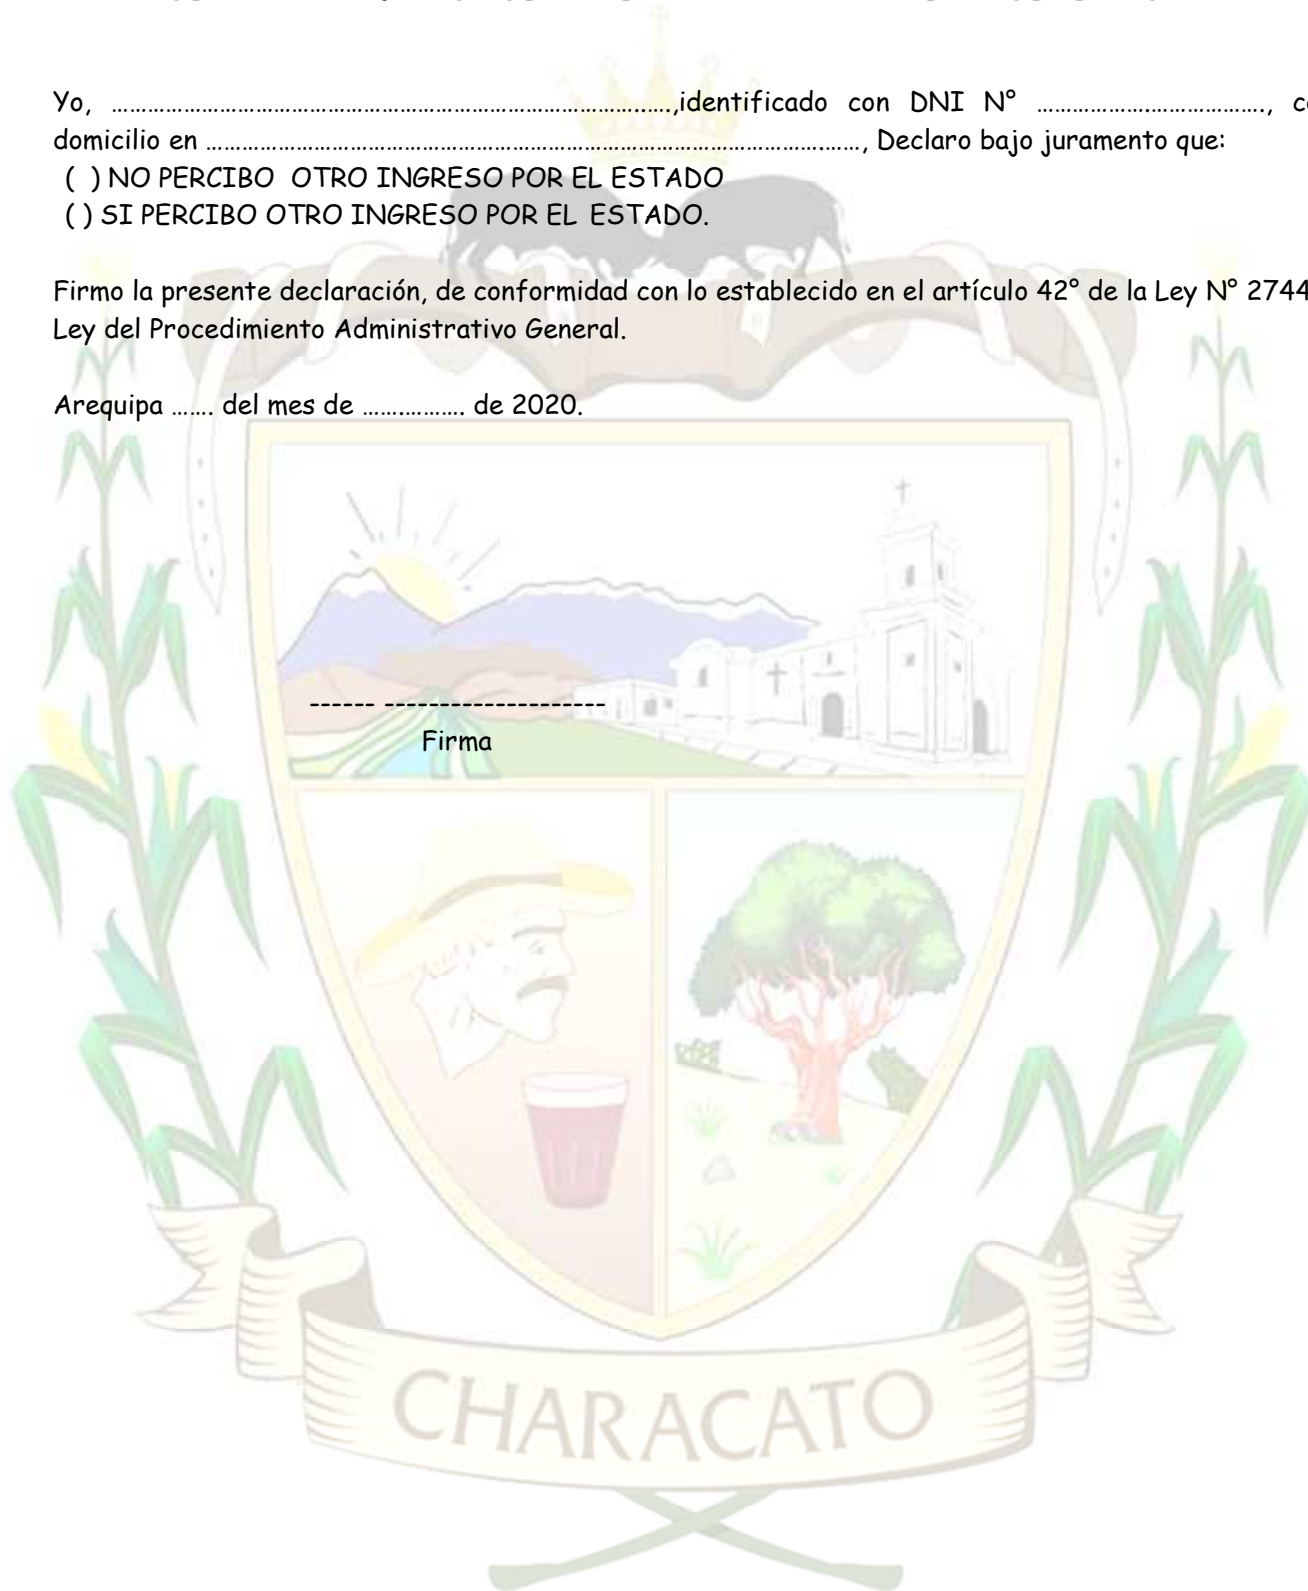 Yo, ……………………………………………………………………………..….,identificado con DNI N° ……………….………………., c
domicilio en ………………………………………………………………………………………….……, Declaro bajo juramento que:
( ) NO PERCIBO OTRO INGRESO POR EL ESTADO
( ) SI PERCIBO OTRO INGRESO POR EL ESTADO.
Firmo la presente declaración, de conformidad con lo establecido en el artículo 42° de la Ley N° 2744
Ley del Procedimiento Administrativo General.
Arequipa ……. del mes de …….………. de 2020.
------ --------------------
Firma
CHARACATO